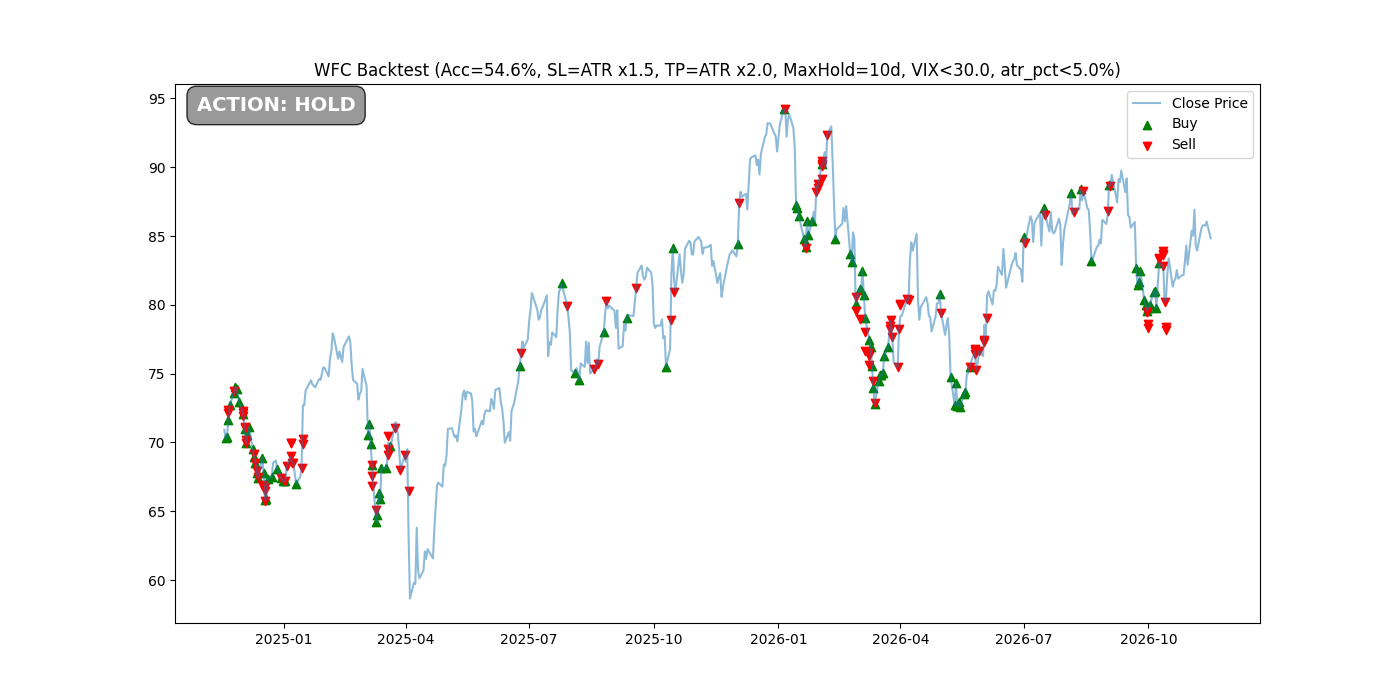 WFC Backtest (Acc=54.6%, SL=ATR x1.5, TP=ATR x2.0, MaxHold=10d, VIX<30.0, atr_pct<5.0%)
ACTION: HOLD
Close Price
Buy
Sell
95
90
85
80
75
70
65
60
2025-01 2025-04 2025-07 2025-10 2026-01 2026-04 2026-07 2026-10